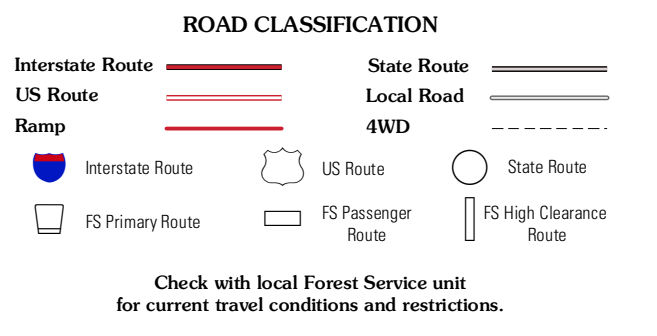 ROAD CLASSIFICATION
Interstate Route
State Route
US Route
Local Road
Ramp
4WD
Interstate Route
US Route
State Route
FS Primary Route
FS Passenger
Route
FS High Clearance
Route
Check with local Forest Service unit
for current travel conditions and restrictions.